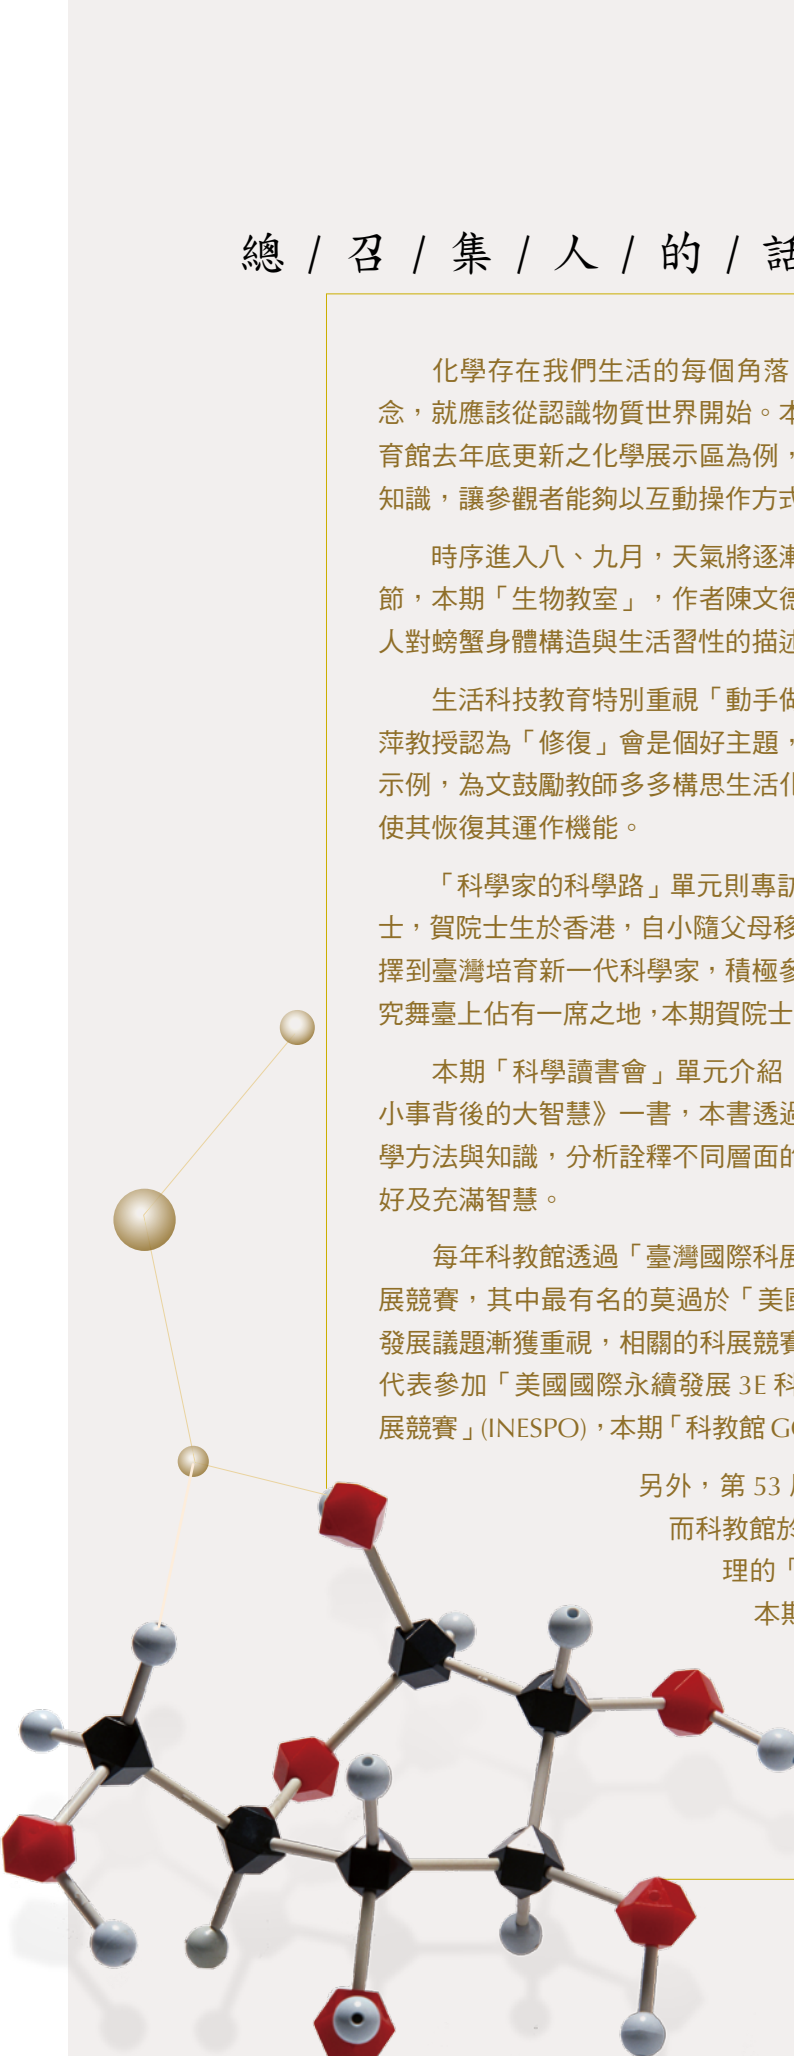 總 / 召 / 集 / 人 / 的 / 話
化學存在我們生活的每個角落
念，就應該從認識物質世界開始。本
育館去年底更新之化學展示區為例，
知識，讓參觀者能夠以互動操作方式
時序進入八、九月，天氣將逐漸
節，本期「生物教室」，作者陳文德
人對螃蟹身體構造與生活習性的描述
生活科技教育特別重視「動手做
萍教授認為「修復」會是個好主題，
示例，為文鼓勵教師多多構思生活化
使其恢復其運作機能。
「科學家的科學路」單元則專訪
士，賀院士生於香港，自小隨父母移
擇到臺灣培育新一代科學家，積極參
究舞臺上佔有一席之地，本期賀院士
本期「科學讀書會」單元介紹
小事背後的大智慧》一書，本書透過
學方法與知識，分析詮釋不同層面的
好及充滿智慧。
每年科教館透過「臺灣國際科展
展競賽，其中最有名的莫過於「美國
發展議題漸獲重視，相關的科展競賽
代表參加「美國國際永續發展 3E 科
展競賽」(INESPO)，本期「科教館 GO
另外，第 53 屆
而科教館於
理的「
本期